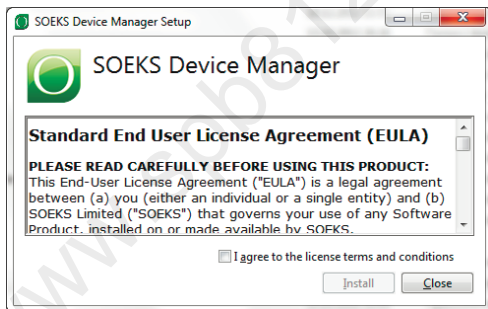 SOEKS Device Manager Setup
SOEKS Device Manager
Standard End User License Agreement (EULA)
PLEASE READ CAREFULLY BEFORE USING THIS PRODUCT:
This End-User License Agreement ("EULA") is a legal agreement
between (a) you (either an individual or a single entity) and (b)
SOEKS Limited ("SOEKS") that governs your use of any Software
Product, installed on or made available by SOEKS.
I agree to the license terms and conditions
Install
Close
www.spb812